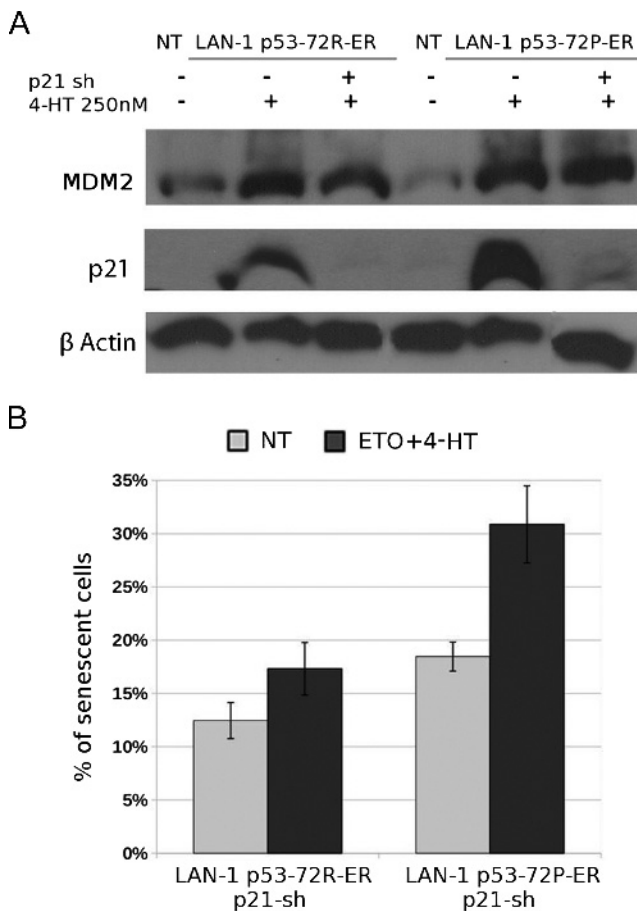 A
NT LAN-1 p53-72R-ER NT LAN-1 p53-72P-ER
p21 sh - - + - - +
4-HT 250nM - + + - + +
MDM2
p21
β Actin
B
NT ETO+4-HT
% of senescent cells
35%
30%
25%
20%
15%
10%
5%
0%
LAN-1 p53-72R-ER LAN-1 p53-72P-ER
p21-sh p21-sh